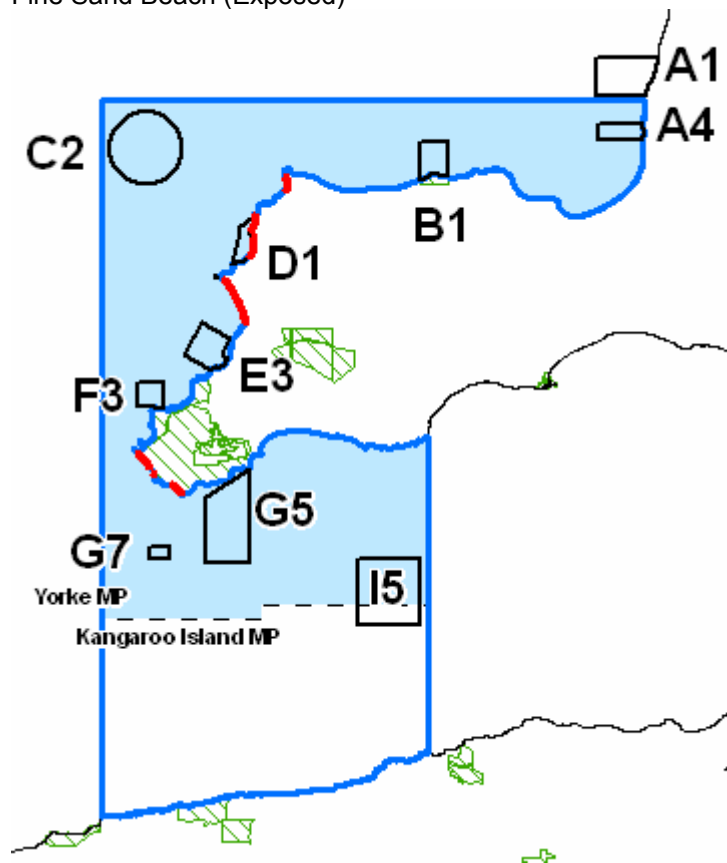 Fine Sand Beach (Exposed)
A1
A4
C2
B1
D1
E3
F3
G5
G7
I5
Yorke MP
Kangaroo Island MP